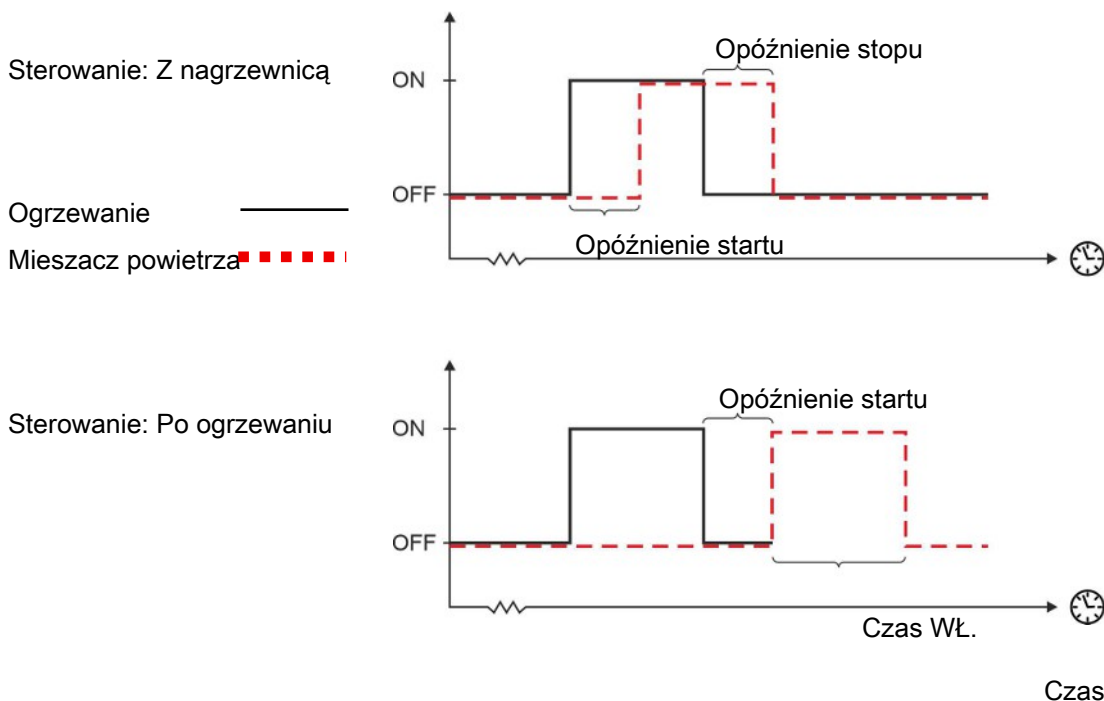 Opóźnienie stopu
Sterowanie: Z nagrzewnicą
ON
OFF
Ogrzewanie
Opóźnienie startu
Mieszacz powietrza
Opóźnienie startu
Sterowanie: Po ogrzewaniu
ON
OFF
Czas WŁ.
Czas